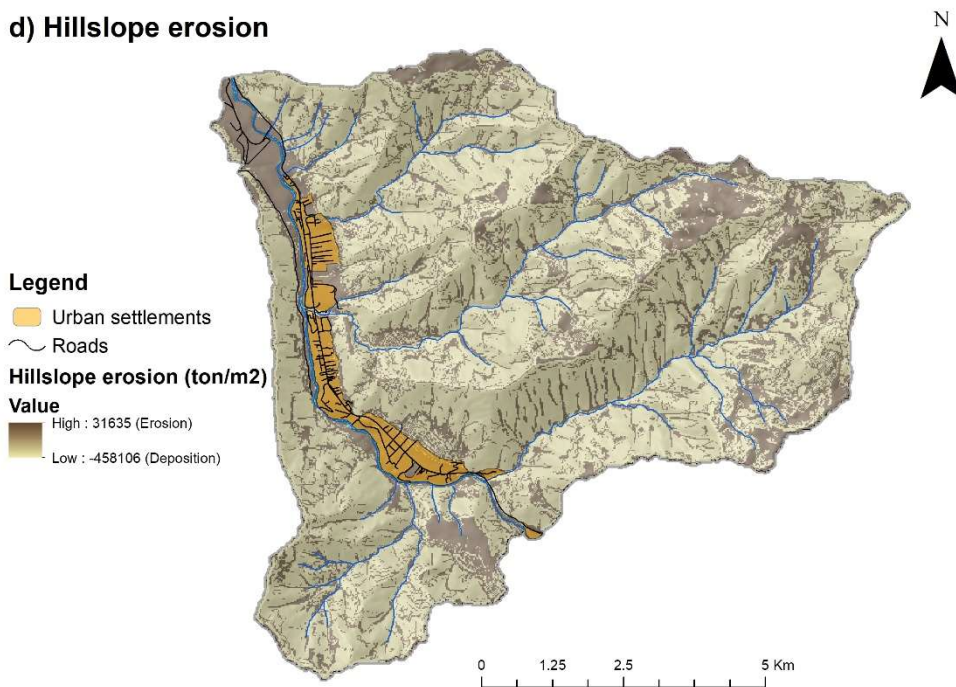 d) Hillslope erosion
N
Legend
Urban settlements
Roads
Hillslope erosion (ton/m2)
Value
High : 31635 (Erosion)
Low : -458106 (Deposition)
0 1.25 2.5 5 Km